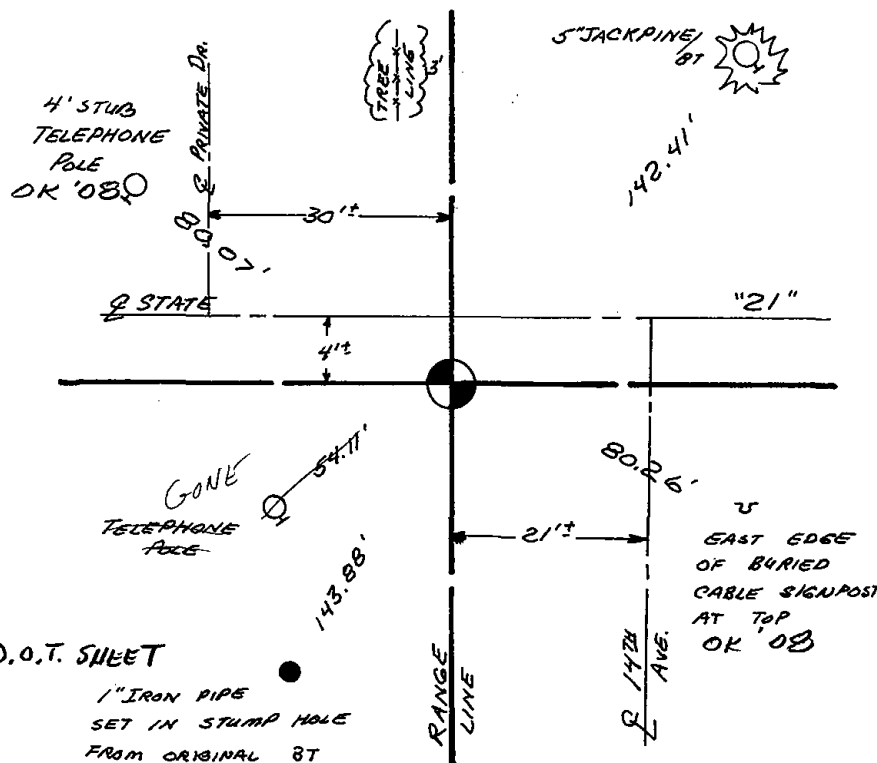 5" JACKPINE
BT
TREE
LINE
3'
4' STUB
TELEPHONE
POLE
OK '08
℄ PRIVATE DR.
142.41'
30'±
88.07'
℄ STATE
"21"
4'±
54.11'
GONE
TELEPHONE
POLE
80.26'
21'±
EAST EDGE
OF BURIED
CABLE SIGNPOST
AT TOP
OK '08
143.88'
D.O.T. SHEET
1" IRON PIPE
SET IN STUMP HOLE
FROM ORIGINAL BT
RANGE
LINE
℄ 14TH
AVE.